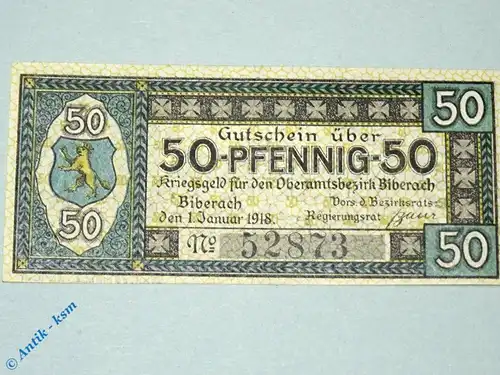 50
50
50
50
Gutschein über
50-PFENNIG-50
Kriegsgeld für den Oberamtsbezirk Biberach
Biberach
den 1. Januar 1918.
Vors. d. Bezirksrats:
Regierungsrat
No 52873
© Antik - ksm